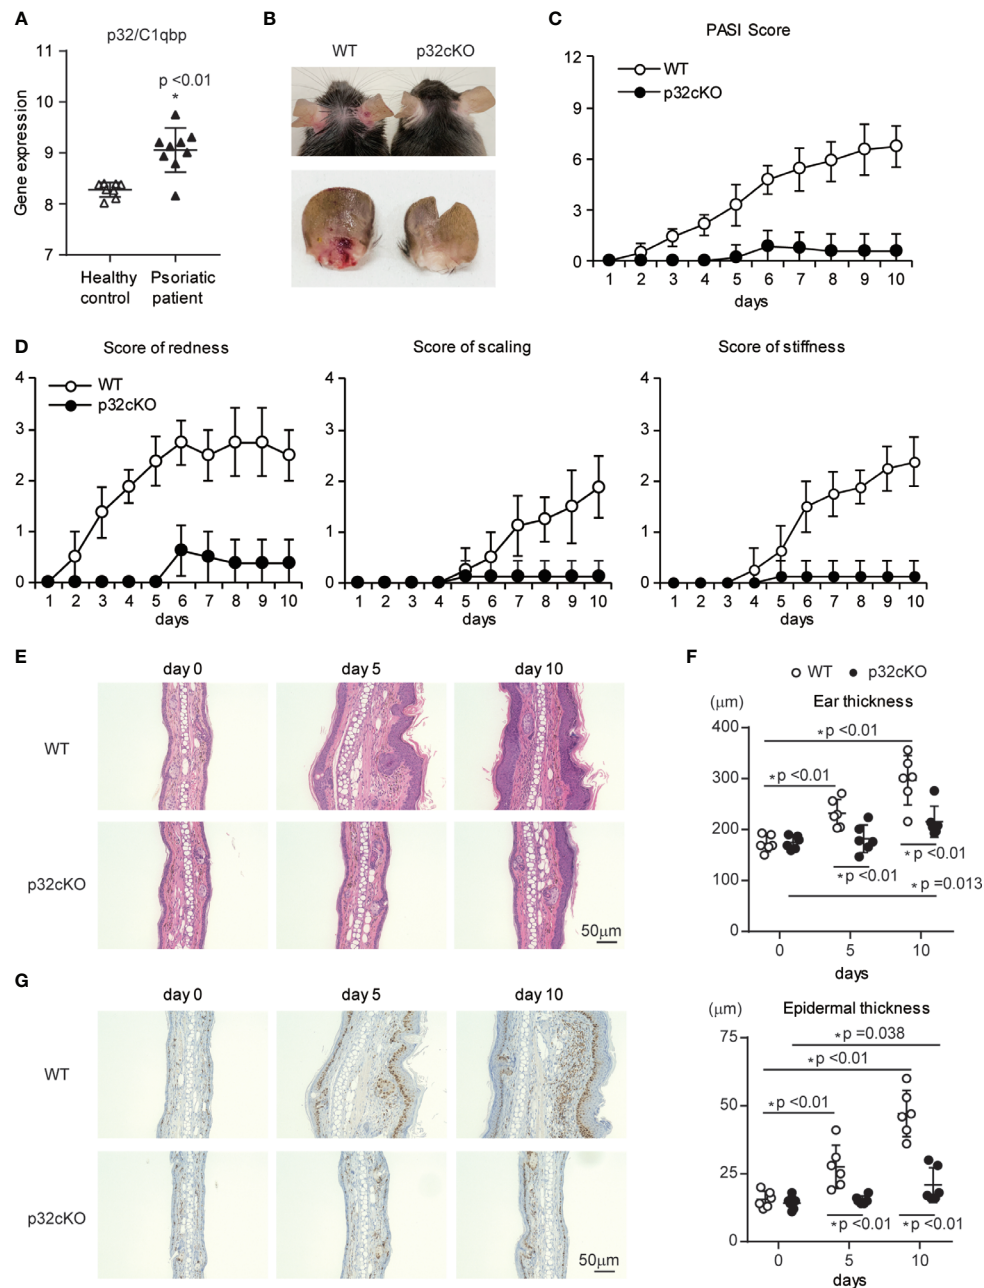 A
p32/C1qbp
11
10
9
8
7
Gene expression
p <0.01
*
Healthy
control
Psoriatic
patient
B
WT
p32cKO
C
PASI Score
WT
p32cKO
12
9
6
3
0
1 2 3 4 5 6 7 8 9 10
days
D
Score of redness
WT
p32cKO
4
3
2
1
0
1 2 3 4 5 6 7 8 9 10
days
Score of scaling
4
3
2
1
0
1 2 3 4 5 6 7 8 9 10
days
Score of stiffness
4
3
2
1
0
1 2 3 4 5 6 7 8 9 10
days
E
day 0
day 5
day 10
WT
p32cKO
50μm
F
WT p32cKO
(μm)
Ear thickness
400
300
200
100
0
*p <0.01
*p <0.01
*p <0.01
*p <0.01
*p =0.013
0 5 10
days
(μm)
Epidermal thickness
75
50
25
0
*p =0.038
*p <0.01
*p <0.01
*p <0.01
*p <0.01
0 5 10
days
G
day 0
day 5
day 10
WT
p32cKO
50μm